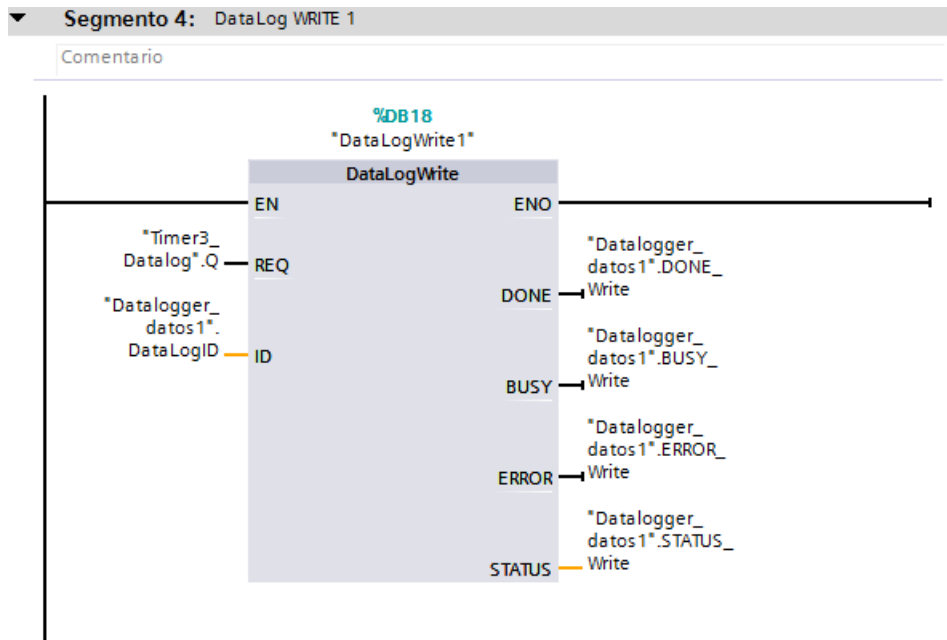 Segmento 4: DataLog WRITE 1
Comentario
%DB18
"DataLogWrite1"
DataLogWrite
EN
ENO
"Timer3_
Datalog".Q
REQ
"Datalogger_
datos1".DONE_
Write
DONE
"Datalogger_
datos1".
DataLogID
ID
"Datalogger_
datos1".BUSY_
Write
BUSY
"Datalogger_
datos1".ERROR_
Write
ERROR
"Datalogger_
datos1".STATUS_
Write
STATUS